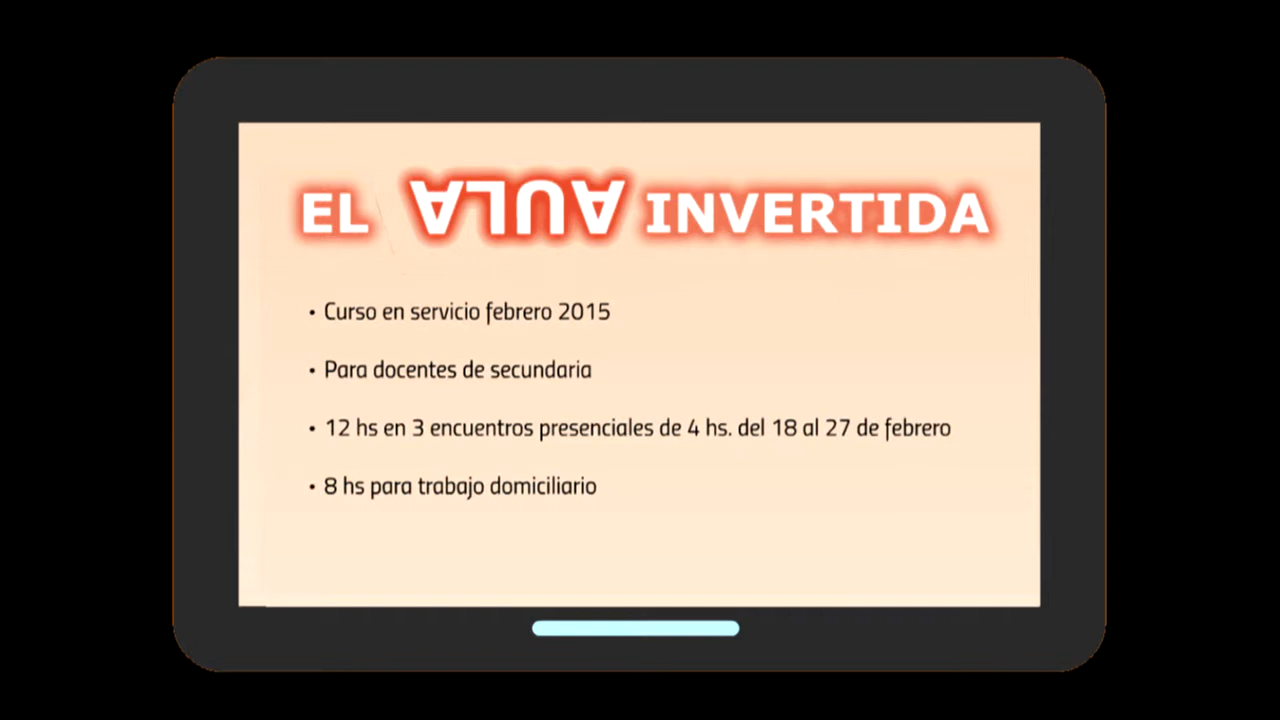 EL AULA INVERTIDA
• Curso en servicio febrero 2015
• Para docentes de secundaria
• 12 hs en 3 encuentros presenciales de 4 hs. del 18 al 27 de febrero
• 8 hs para trabajo domiciliario